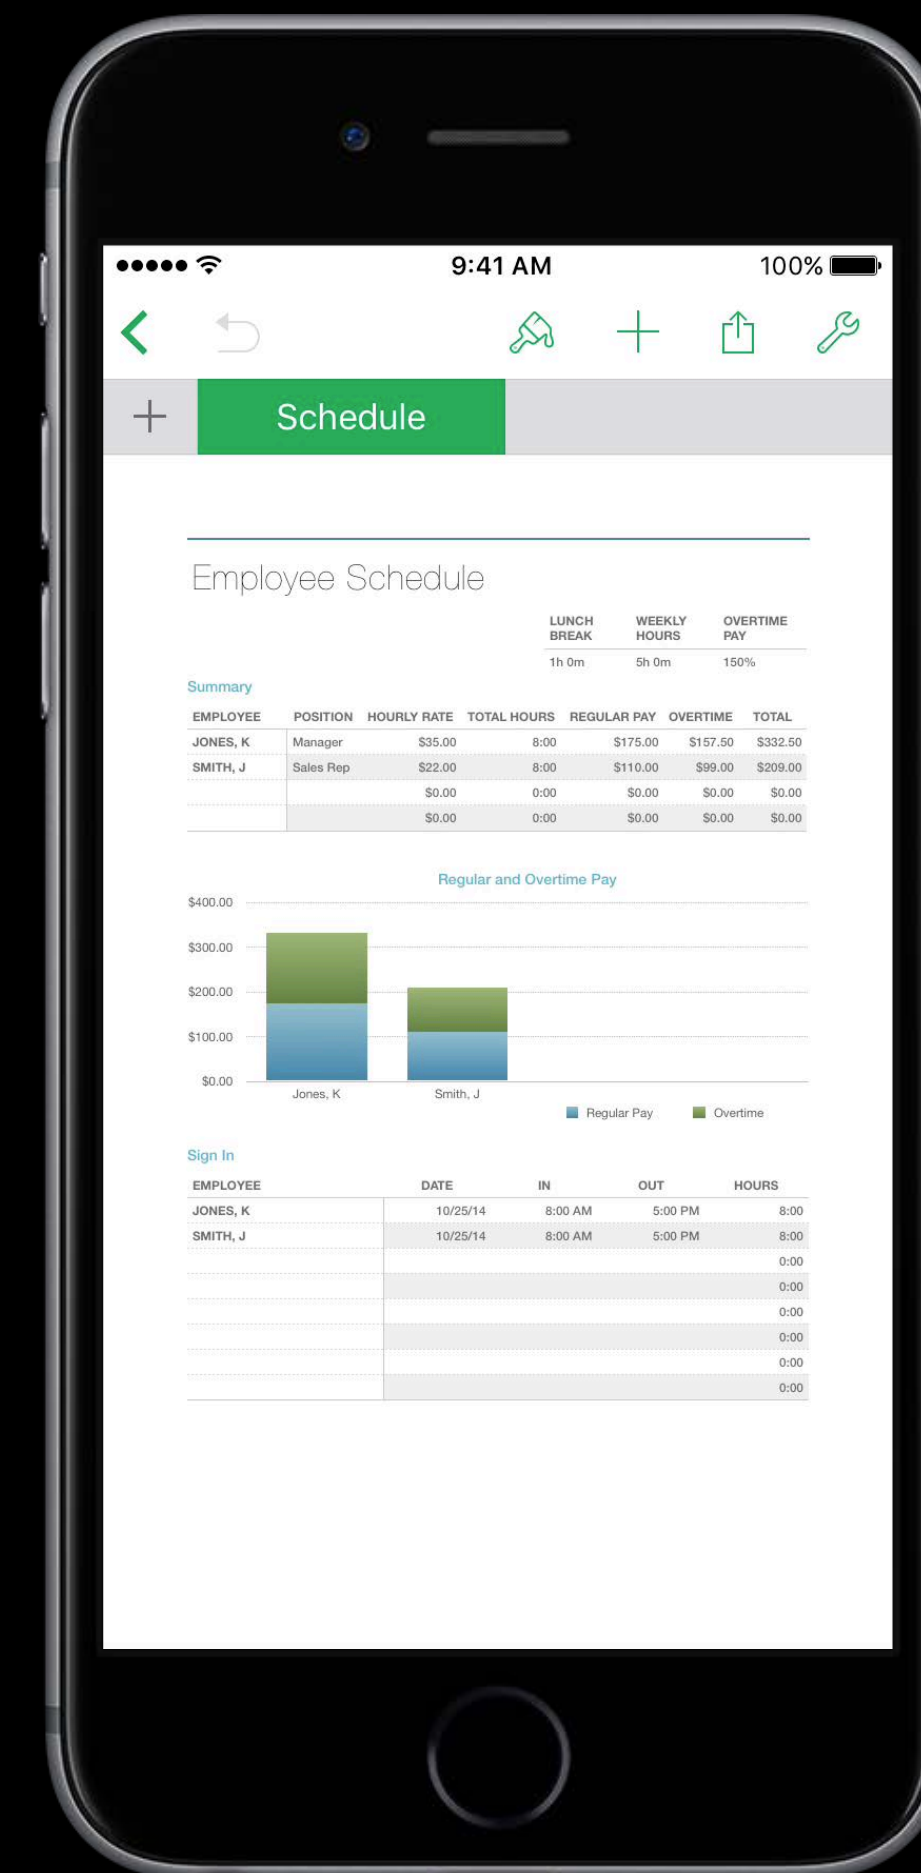 9:41 AM 100%
Schedule
Employee Schedule
LUNCH BREAK WEEKLY HOURS OVERTIME PAY
1h 0m 5h 0m 150%
Summary
EMPLOYEE POSITION HOURLY RATE TOTAL HOURS REGULAR PAY OVERTIME TOTAL
JONES, K Manager $35.00 8:00 $175.00 $157.50 $332.50
SMITH, J Sales Rep $22.00 8:00 $110.00 $99.00 $209.00
$0.00 0:00 $0.00 $0.00 $0.00
$0.00 0:00 $0.00 $0.00 $0.00
Regular and Overtime Pay
$400.00
$300.00
$200.00
$100.00
$0.00
Jones, K Smith, J
Regular Pay Overtime
Sign In
EMPLOYEE DATE IN OUT HOURS
JONES, K 10/25/14 8:00 AM 5:00 PM 8:00
SMITH, J 10/25/14 8:00 AM 5:00 PM 8:00
0:00
0:00
0:00
0:00
0:00
0:00